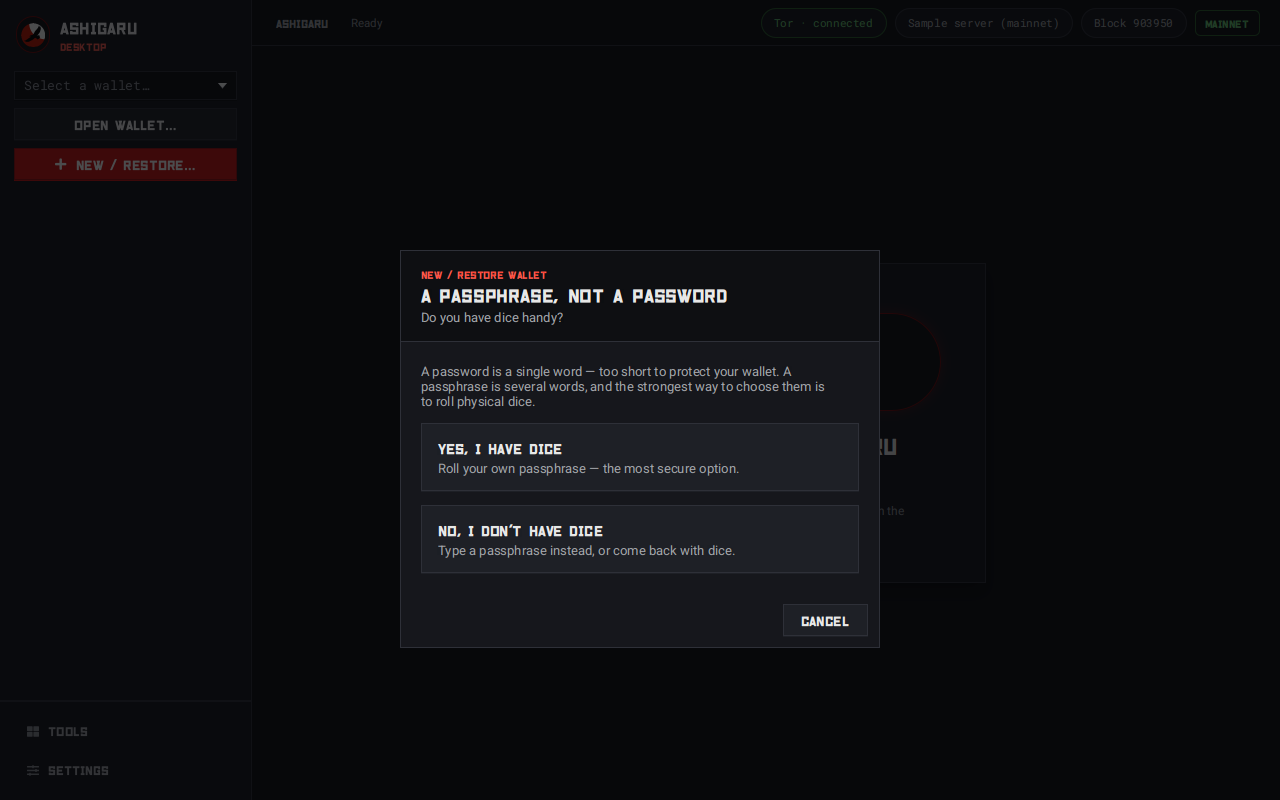 ASHIGARU
DESKTOP
Select a wallet…
OPEN WALLET...
+ NEW / RESTORE...
TOOLS
SETTINGS
ASHIGARU
Ready
Tor · connected
Sample server (mainnet)
Block 903950
MAINNET
NEW / RESTORE WALLET
A PASSPHRASE, NOT A PASSWORD
Do you have dice handy?
A password is a single word — too short to protect your wallet. A
passphrase is several words, and the strongest way to choose them is
to roll physical dice.
YES, I HAVE DICE
Roll your own passphrase — the most secure option.
NO, I DON'T HAVE DICE
Type a passphrase instead, or come back with dice.
CANCEL
the